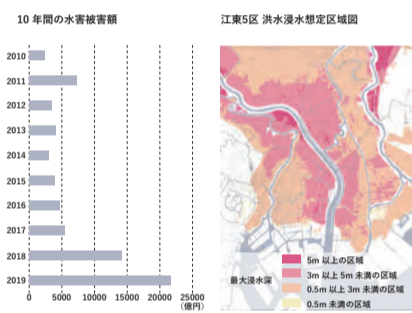 10 年間の水害被害額
2010
2011
2012
2013
2014
2015
2016
2017
2018
2019
0 5000 10000 15000 20000 25000
（億円）
江東5区 洪水浸水想定区域図
最大浸水深
5m 以上の区域
3m 以上 5m 未満の区域
0.5m 以上 3m 未満の区域
0.5m 未満の区域